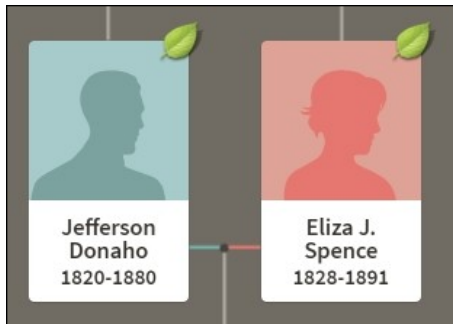 Jefferson
Donaho
1820-1880
Eliza J.
Spence
1828-1891